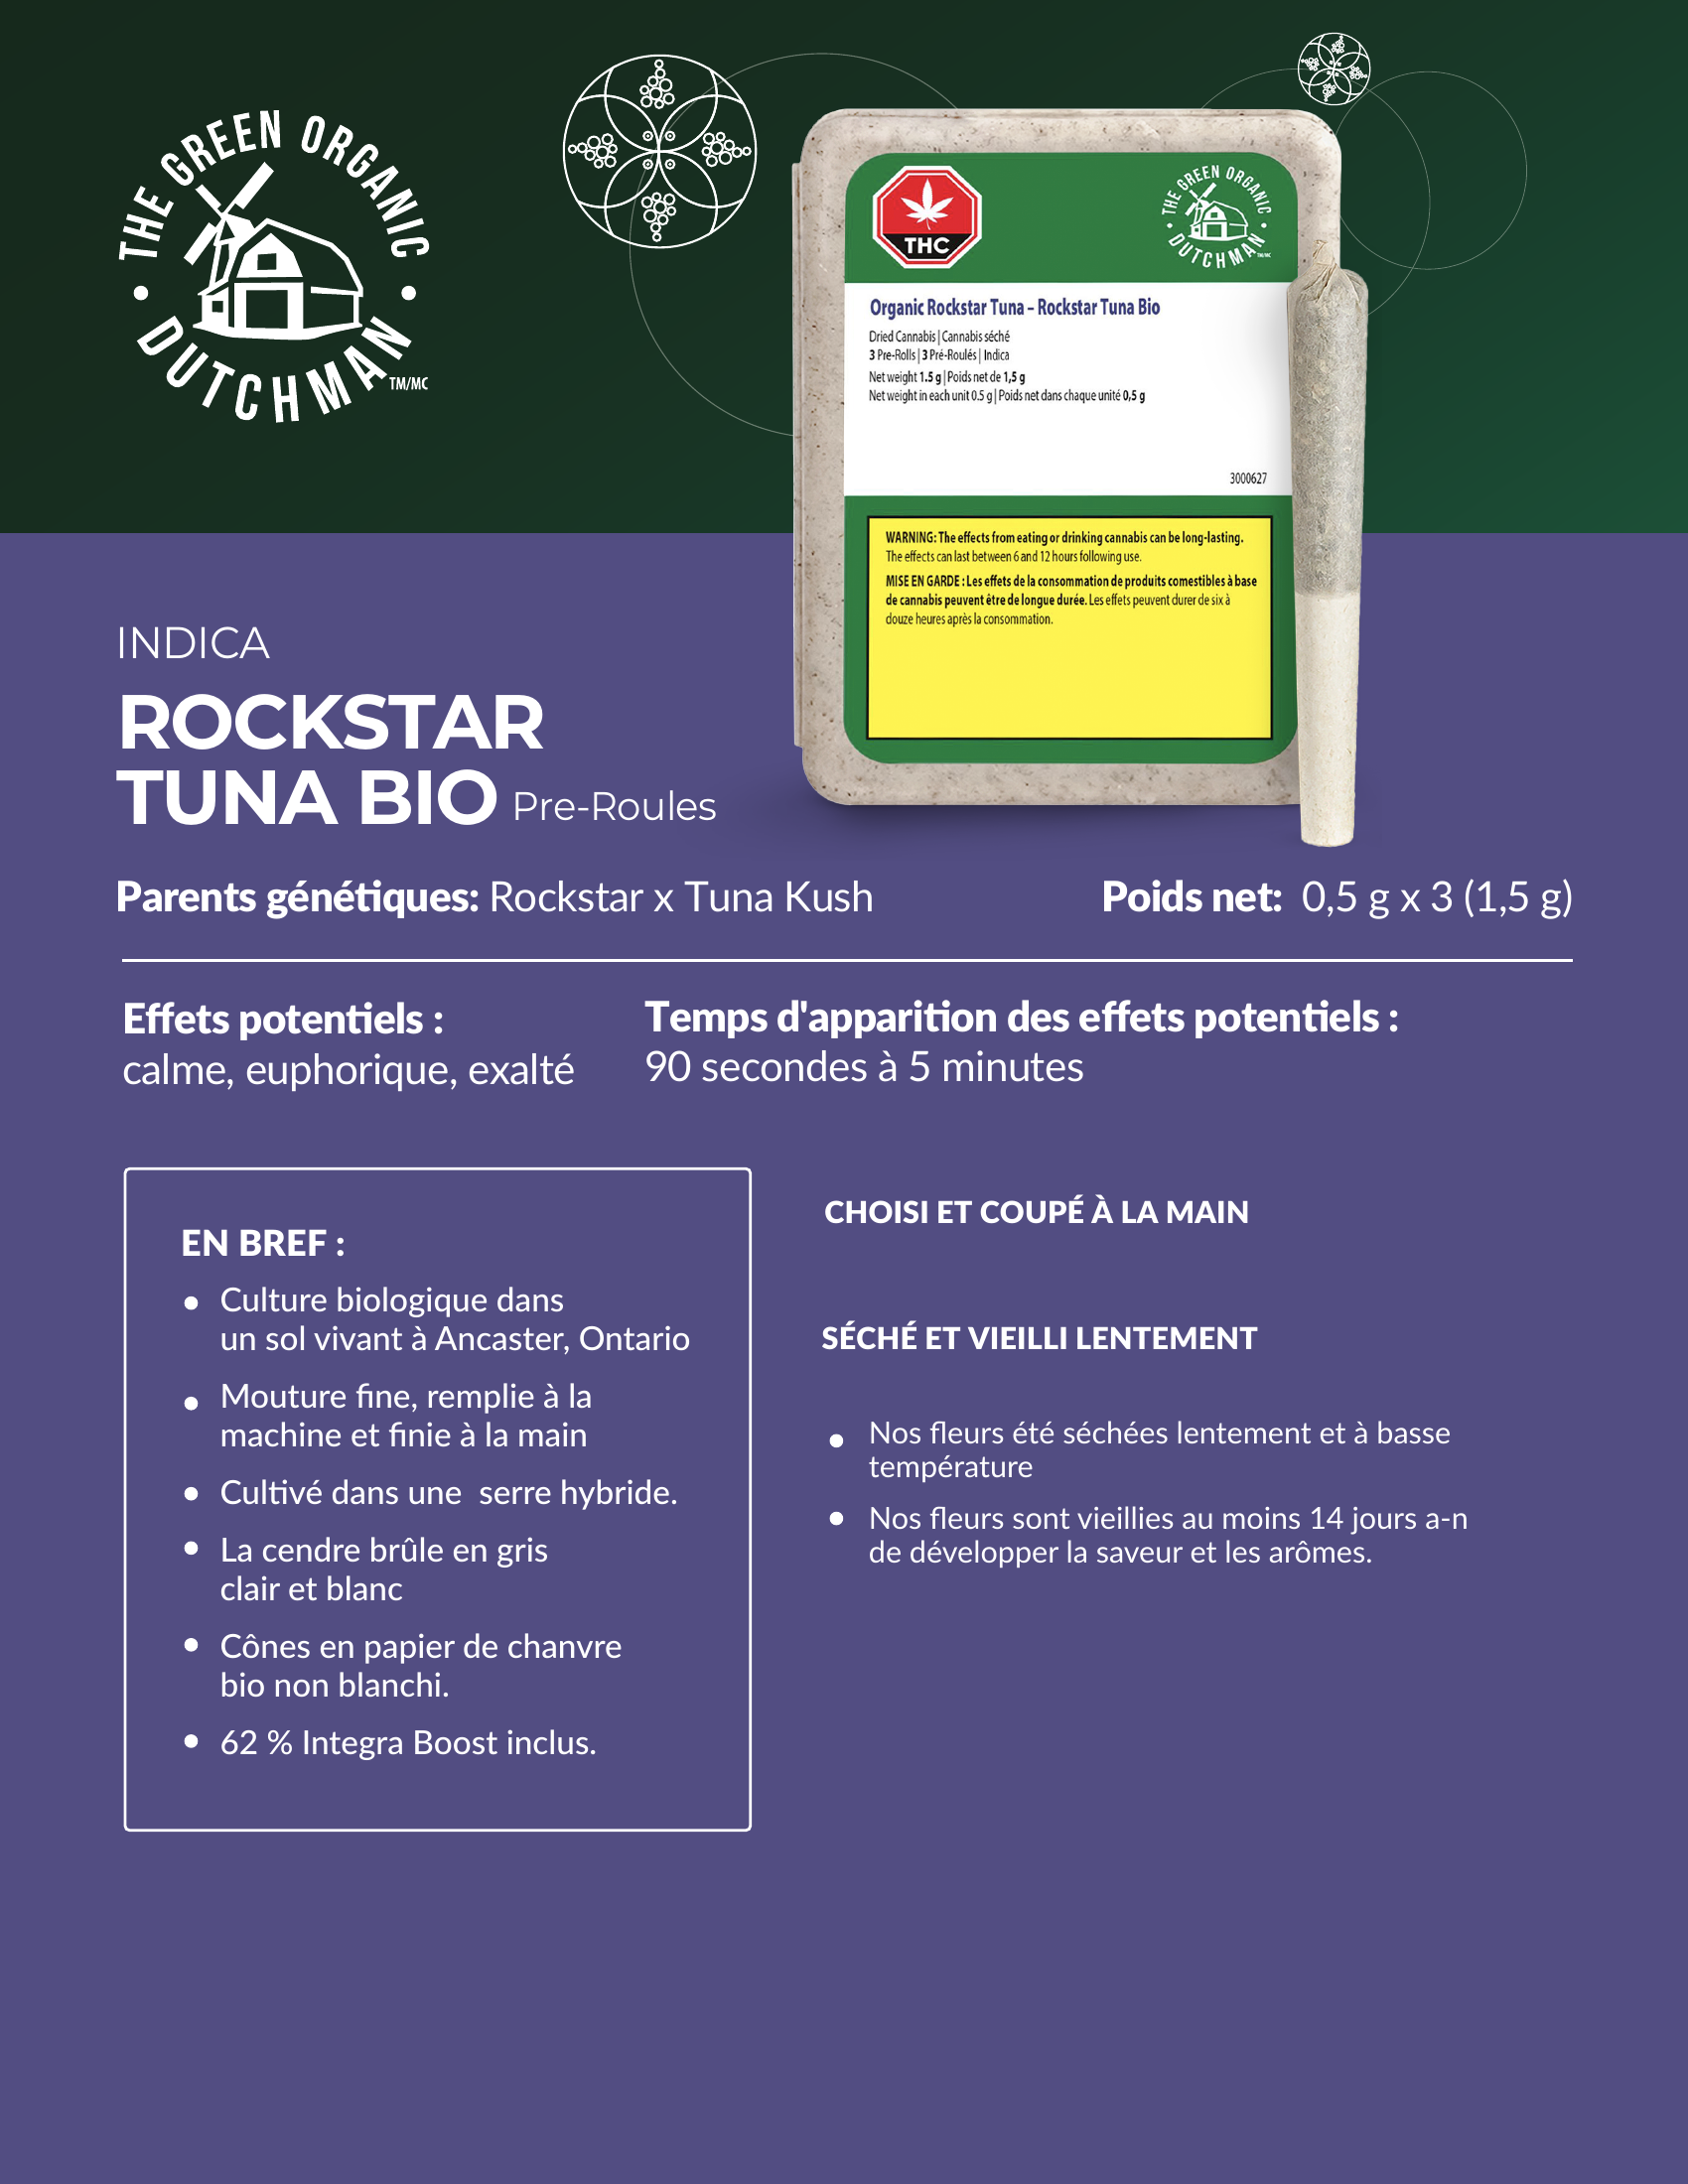 THE GREEN ORGANIC
DUTCHMAN
TM/MC
THC
THE GREEN ORGANIC
DUTCHMAN
TM/MC
Organic Rockstar Tuna – Rockstar Tuna Bio
Dried Cannabis | Cannabis séché
3 Pre-Rolls | 3 Pré-Roulés | Indica
Net weight 1.5 g | Poids net de 1,5 g
Net weight in each unit 0.5 g | Poids net dans chaque unité 0,5 g
3000627
WARNING: The effects from eating or drinking cannabis can be long-lasting.
The effects can last between 6 and 12 hours following use.
MISE EN GARDE : Les effets de la consommation de produits comestibles à base
de cannabis peuvent être de longue durée. Les effets peuvent durer de six à
douze heures après la consommation.
INDICA
ROCKSTAR
TUNA BIO Pre-Roules
Parents génétiques: Rockstar x Tuna Kush
Poids net: 0,5 g x 3 (1,5 g)
Effets potentiels :
calme, euphorique, exalté
Temps d'apparition des effets potentiels :
90 secondes à 5 minutes
EN BREF :
• Culture biologique dans
un sol vivant à Ancaster, Ontario
• Mouture fine, remplie à la
machine et finie à la main
• Cultivé dans une serre hybride.
• La cendre brûle en gris
clair et blanc
• Cônes en papier de chanvre
bio non blanchi.
• 62 % Integra Boost inclus.
CHOISI ET COUPÉ À LA MAIN
SÉCHÉ ET VIEILLI LENTEMENT
• Nos fleurs été séchées lentement et à basse
température
• Nos fleurs sont vieillies au moins 14 jours a-n
de développer la saveur et les arômes.